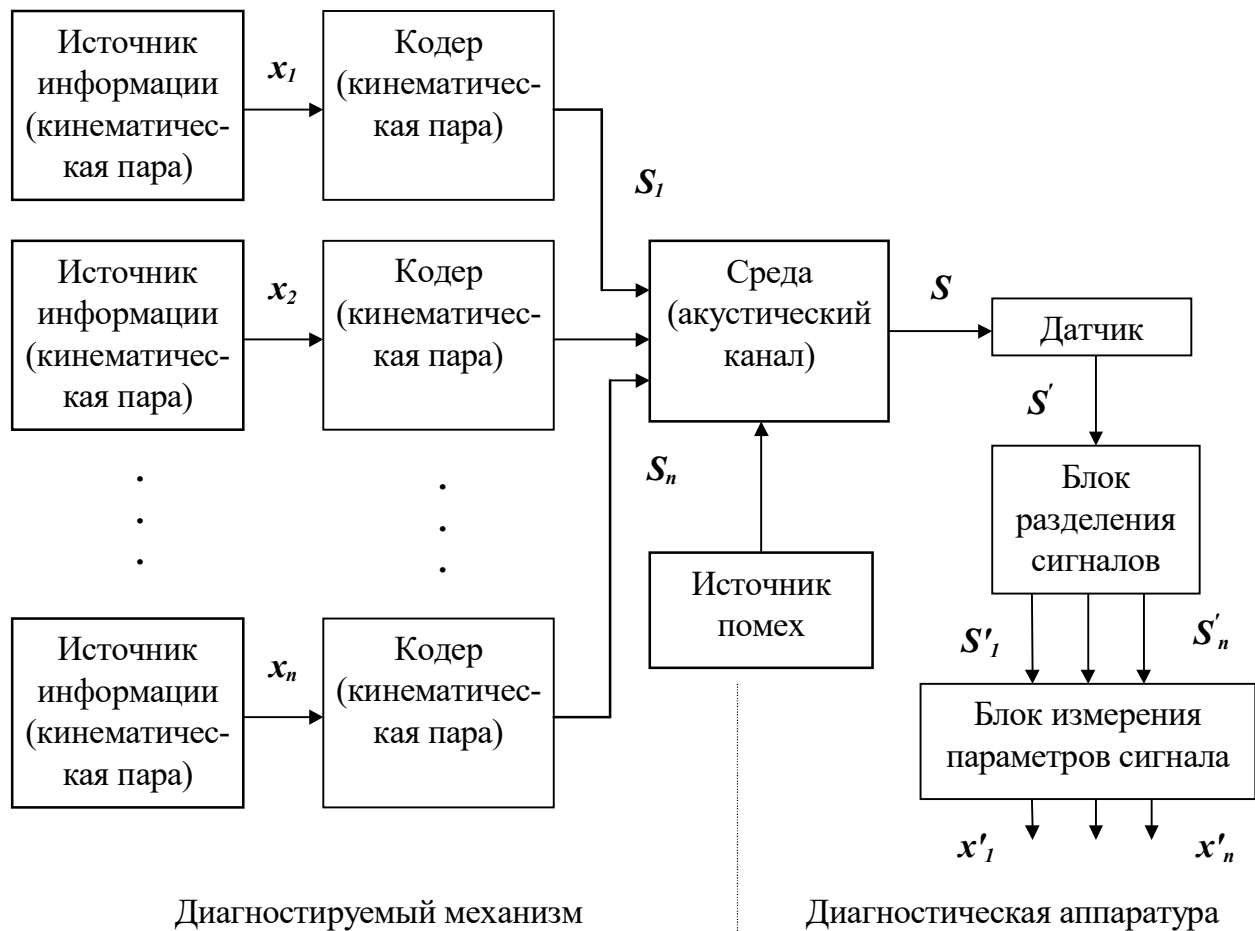 Источник
информации
(кинематичес-
кая пара)
x1
Кодер
(кинематичес-
кая пара)
S1
Источник
информации
(кинематичес-
кая пара)
x2
Кодер
(кинематичес-
кая пара)
Среда
(акустический
канал)
S
Датчик
S'
Sn
Блок
разделения
сигналов
Источник
помех
S'1
S'n
Источник
информации
(кинематичес-
кая пара)
xn
Кодер
(кинематичес-
кая пара)
Блок измерения
параметров сигнала
x'1
x'n
Диагностируемый механизм
Диагностическая аппаратура